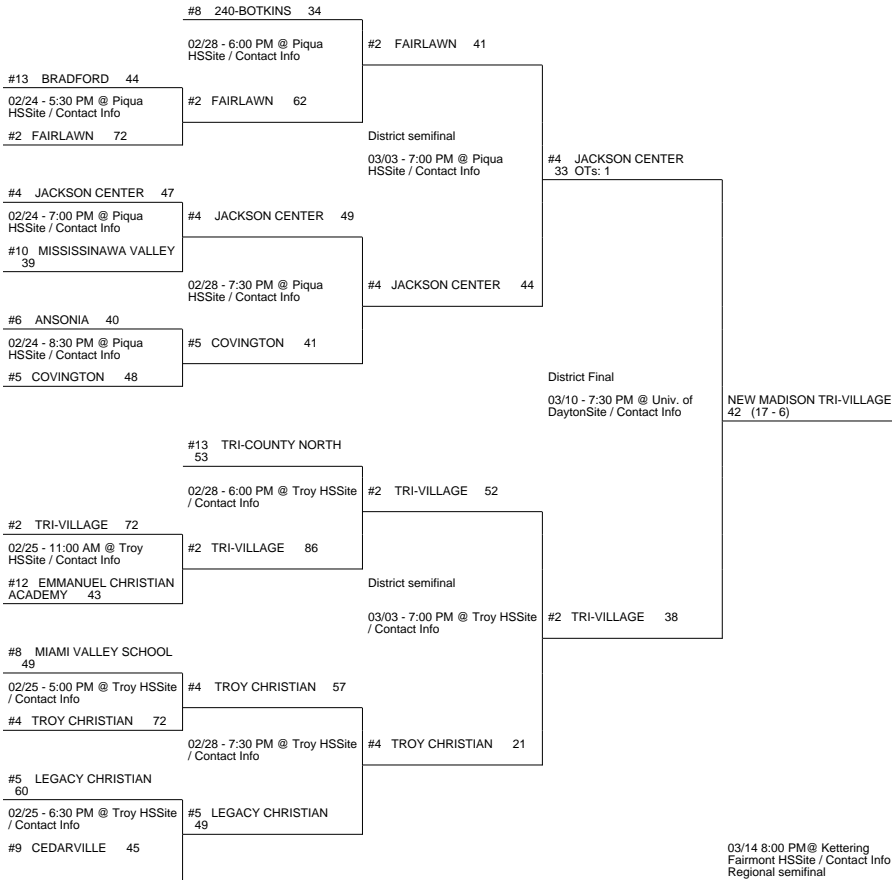 #8 240-BOTKINS 34
02/28 - 6:00 PM @ Piqua
HSSite / Contact Info
#2 FAIRLAWN 41
#13 BRADFORD 44
02/24 - 5:30 PM @ Piqua
HSSite / Contact Info
#2 FAIRLAWN 62
#2 FAIRLAWN 72
District semifinal
03/03 - 7:00 PM @ Piqua
HSSite / Contact Info
#4 JACKSON CENTER
33 OTs: 1
#4 JACKSON CENTER 47
02/24 - 7:00 PM @ Piqua
HSSite / Contact Info
#4 JACKSON CENTER 49
#10 MISSISSINAWA VALLEY
39
02/28 - 7:30 PM @ Piqua
HSSite / Contact Info
#4 JACKSON CENTER 44
#6 ANSONIA 40
02/24 - 8:30 PM @ Piqua
HSSite / Contact Info
#5 COVINGTON 41
#5 COVINGTON 48
District Final
03/10 - 7:30 PM @ Univ. of
DaytonSite / Contact Info
NEW MADISON TRI-VILLAGE
42 (17 - 6)
#13 TRI-COUNTY NORTH
53
02/28 - 6:00 PM @ Troy HSSite
/ Contact Info
#2 TRI-VILLAGE 52
#2 TRI-VILLAGE 72
02/25 - 11:00 AM @ Troy
HSSite / Contact Info
#2 TRI-VILLAGE 86
#12 EMMANUEL CHRISTIAN
ACADEMY 43
District semifinal
03/03 - 7:00 PM @ Troy HSSite
/ Contact Info
#2 TRI-VILLAGE 38
#8 MIAMI VALLEY SCHOOL
49
02/25 - 5:00 PM @ Troy HSSite
/ Contact Info
#4 TROY CHRISTIAN 57
#4 TROY CHRISTIAN 72
02/28 - 7:30 PM @ Troy HSSite
/ Contact Info
#4 TROY CHRISTIAN 21
#5 LEGACY CHRISTIAN
60
02/25 - 6:30 PM @ Troy HSSite
/ Contact Info
#5 LEGACY CHRISTIAN
49
#9 CEDARVILLE 45
03/14 8:00 PM@ Kettering
Fairmont HSSite / Contact Info
Regional semifinal